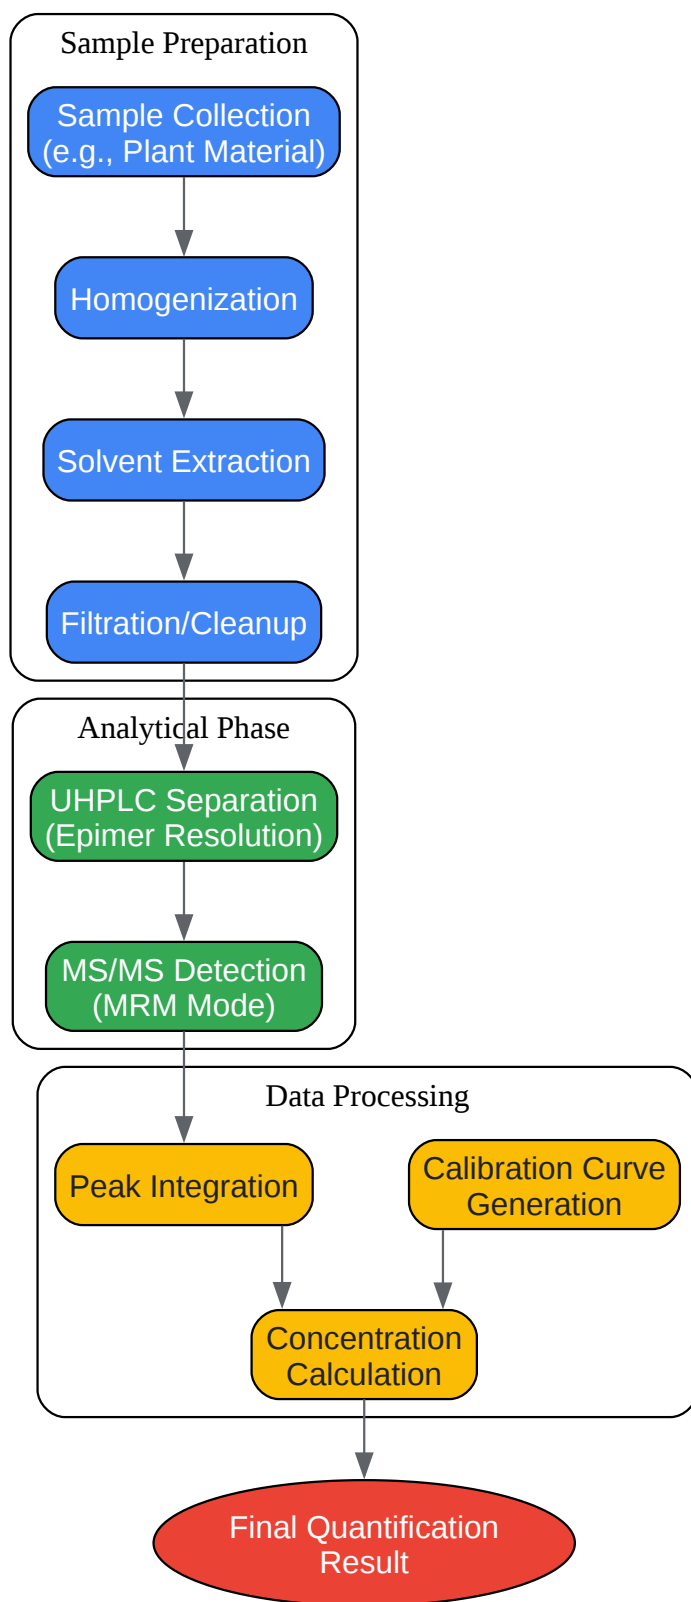 Sample Preparation
Sample Collection
(e.g., Plant Material)
Homogenization
Solvent Extraction
Filtration/Cleanup
Analytical Phase
UHPLC Separation
(Epimer Resolution)
MS/MS Detection
(MRM Mode)
Data Processing
Peak Integration
Calibration Curve
Generation
Concentration
Calculation
Final Quantification
Result